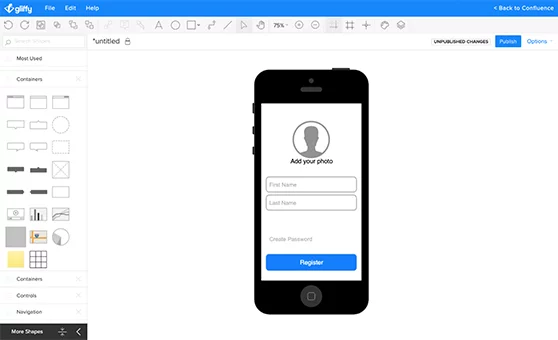 gliffy File Edit Help < Back to Confluence
75%
Search Shapes *untitled UNPUBLISHED CHANGES Publish Options
Most Used
Containers
Add your photo
First Name
Last Name
Create Password
Register
Containers
Controls
Navigation
More Shapes